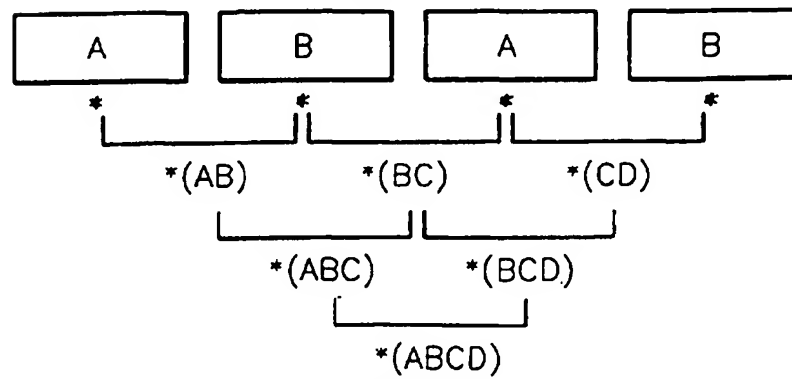 A B A B
* * * *
*(AB) *(BC) *(CD)
*(ABC) *(BCD)
*(ABCD)